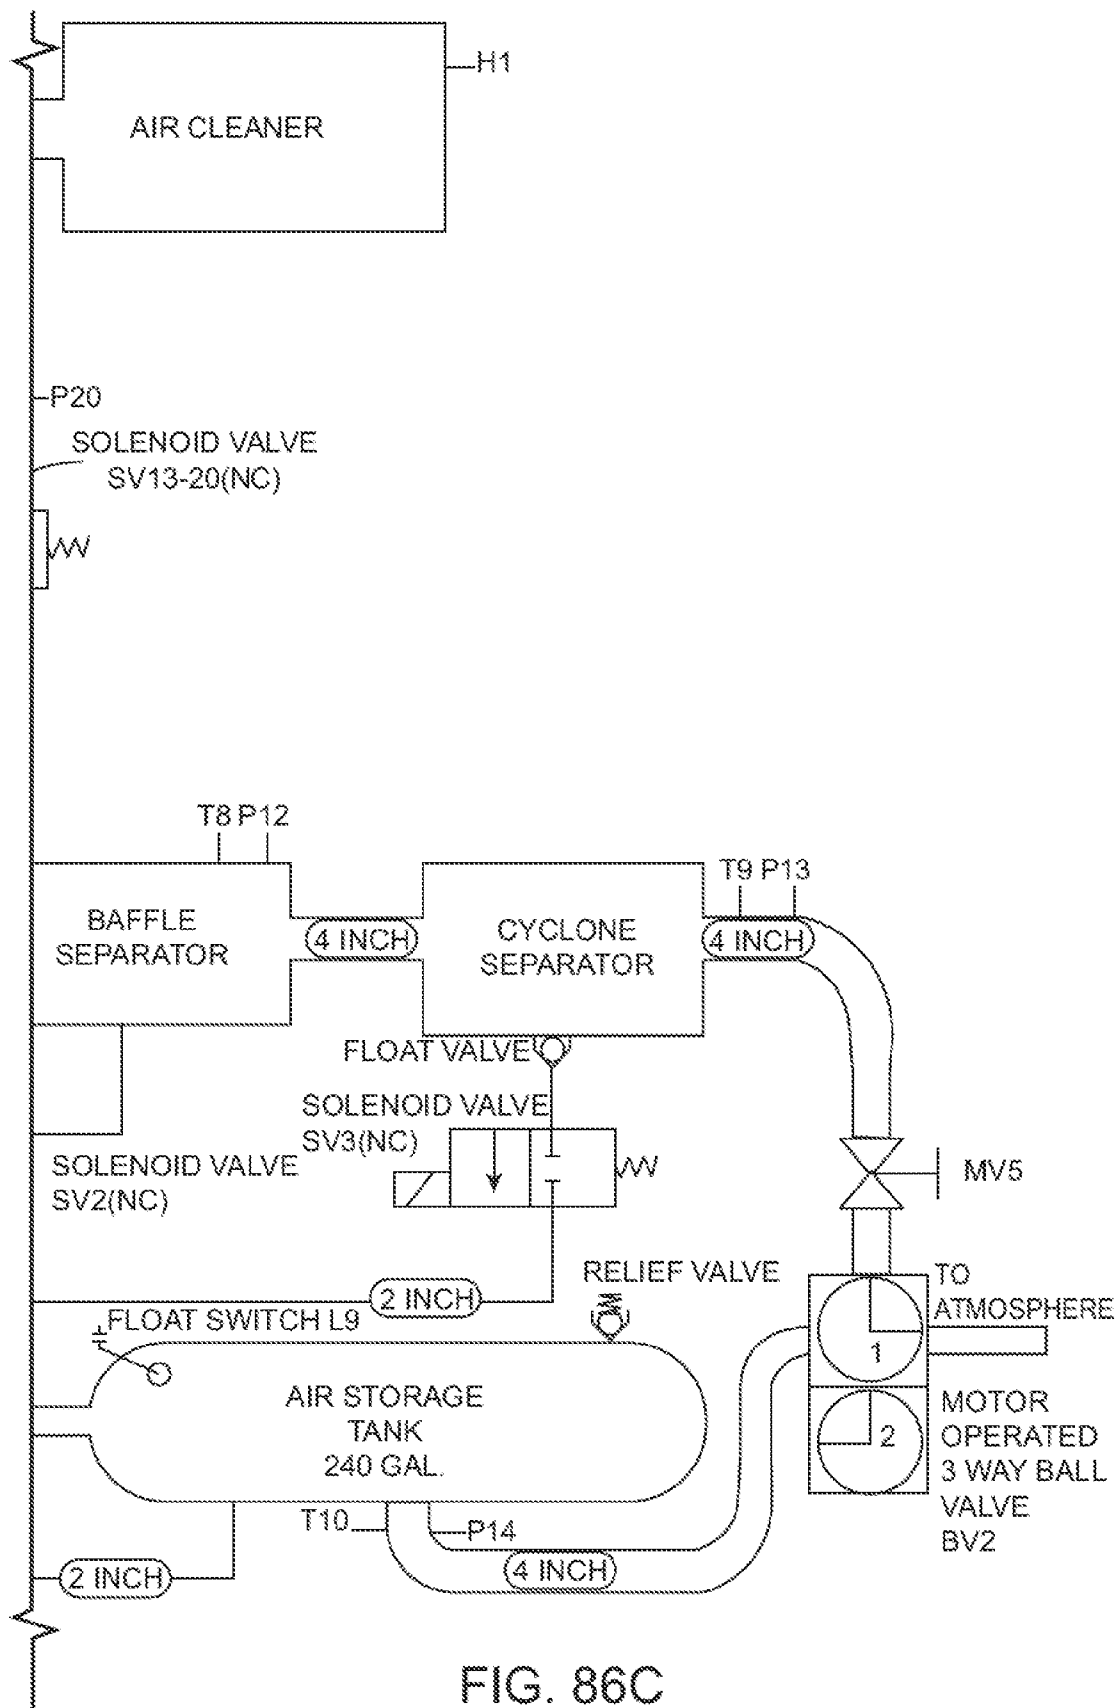 H1
AIR CLEANER
P20
SOLENOID VALVE
SV13-20(NC)
T8 P12
T9 P13
BAFFLE
SEPARATOR
4 INCH
CYCLONE
SEPARATOR
4 INCH
FLOAT VALVE
SOLENOID VALVE
SV3(NC)
SOLENOID VALVE
SV2(NC)
MV5
RELIEF VALVE
TO
ATMOSPHERE
2 INCH
FLOAT SWITCH L9
1
AIR STORAGE
TANK
240 GAL.
2
MOTOR
OPERATED
3 WAY BALL
VALVE
BV2
T10
P14
2 INCH
4 INCH
FIG. 86C